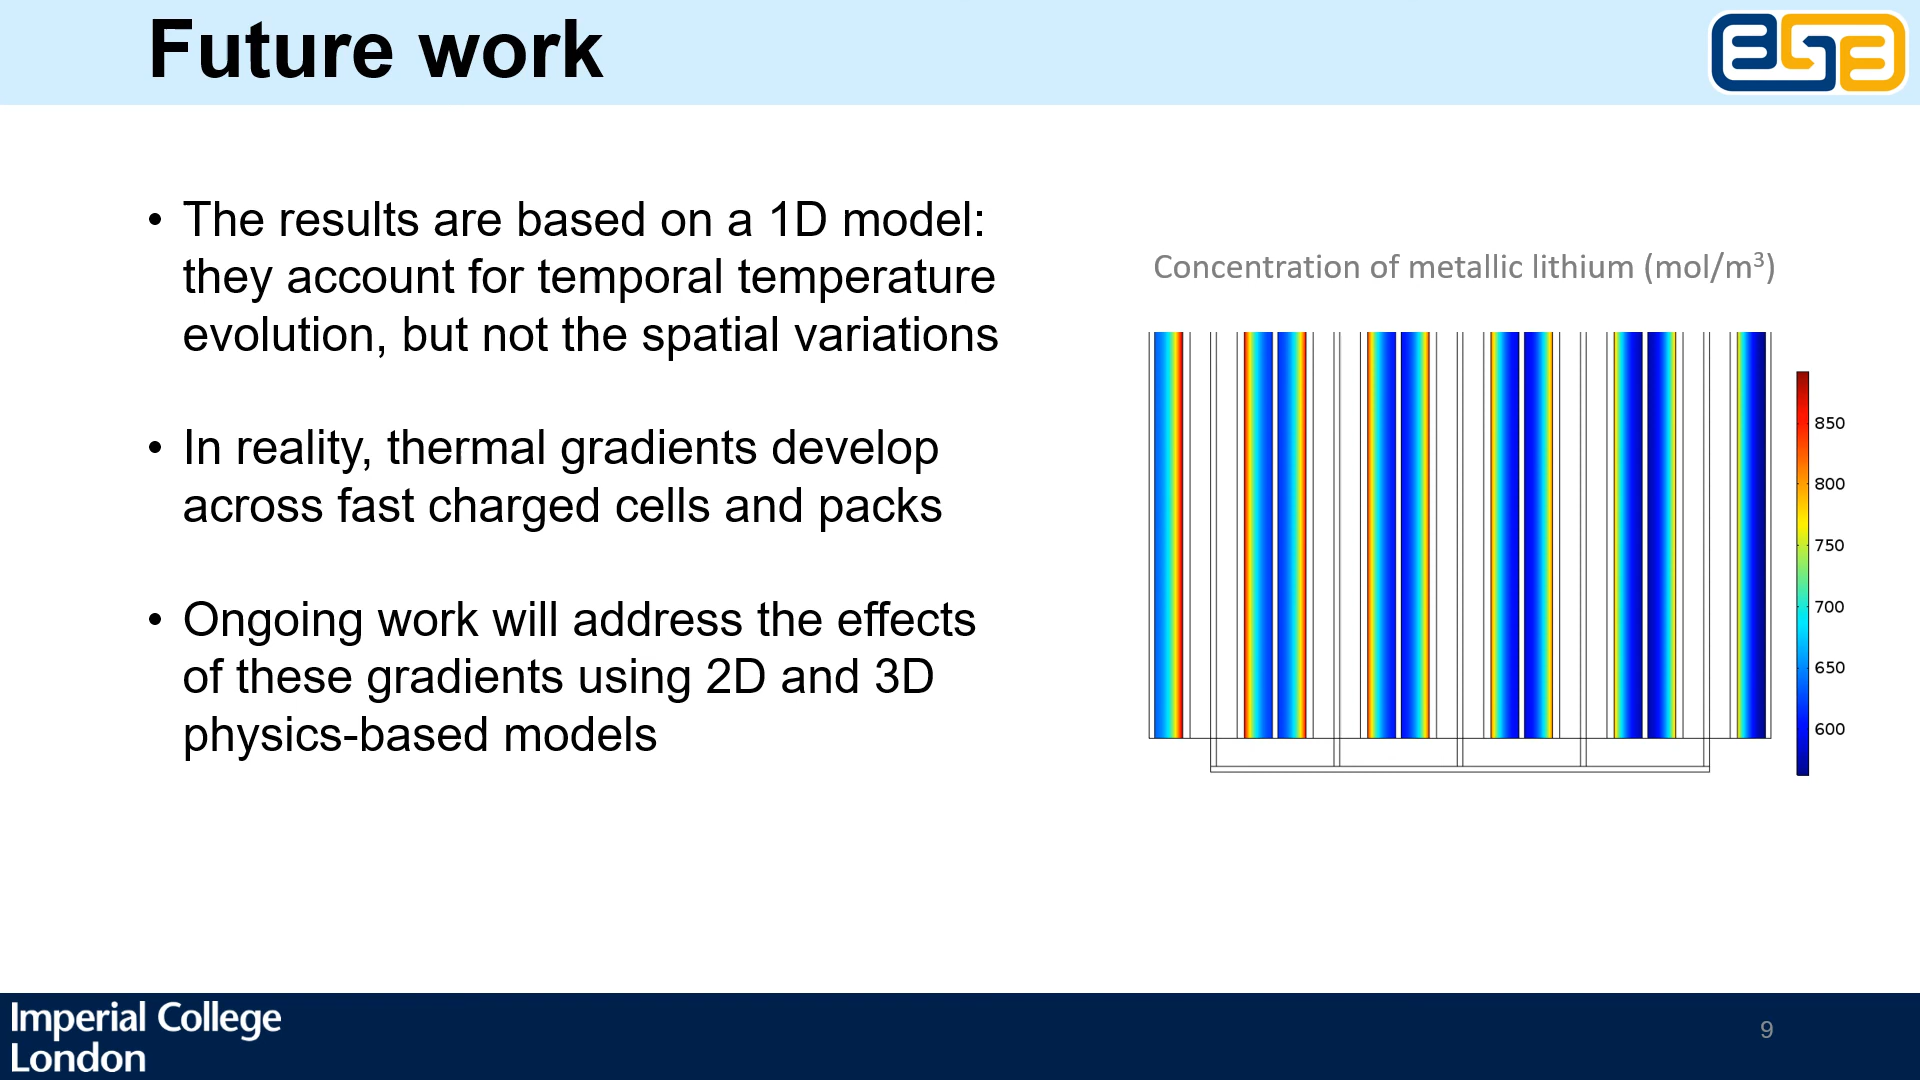 Future work
• The results are based on a 1D model:
they account for temporal temperature
evolution, but not the spatial variations
• In reality, thermal gradients develop
across fast charged cells and packs
• Ongoing work will address the effects
of these gradients using 2D and 3D
physics-based models
Concentration of metallic lithium (mol/m³)
850
800
750
700
650
600
Imperial College
London
9